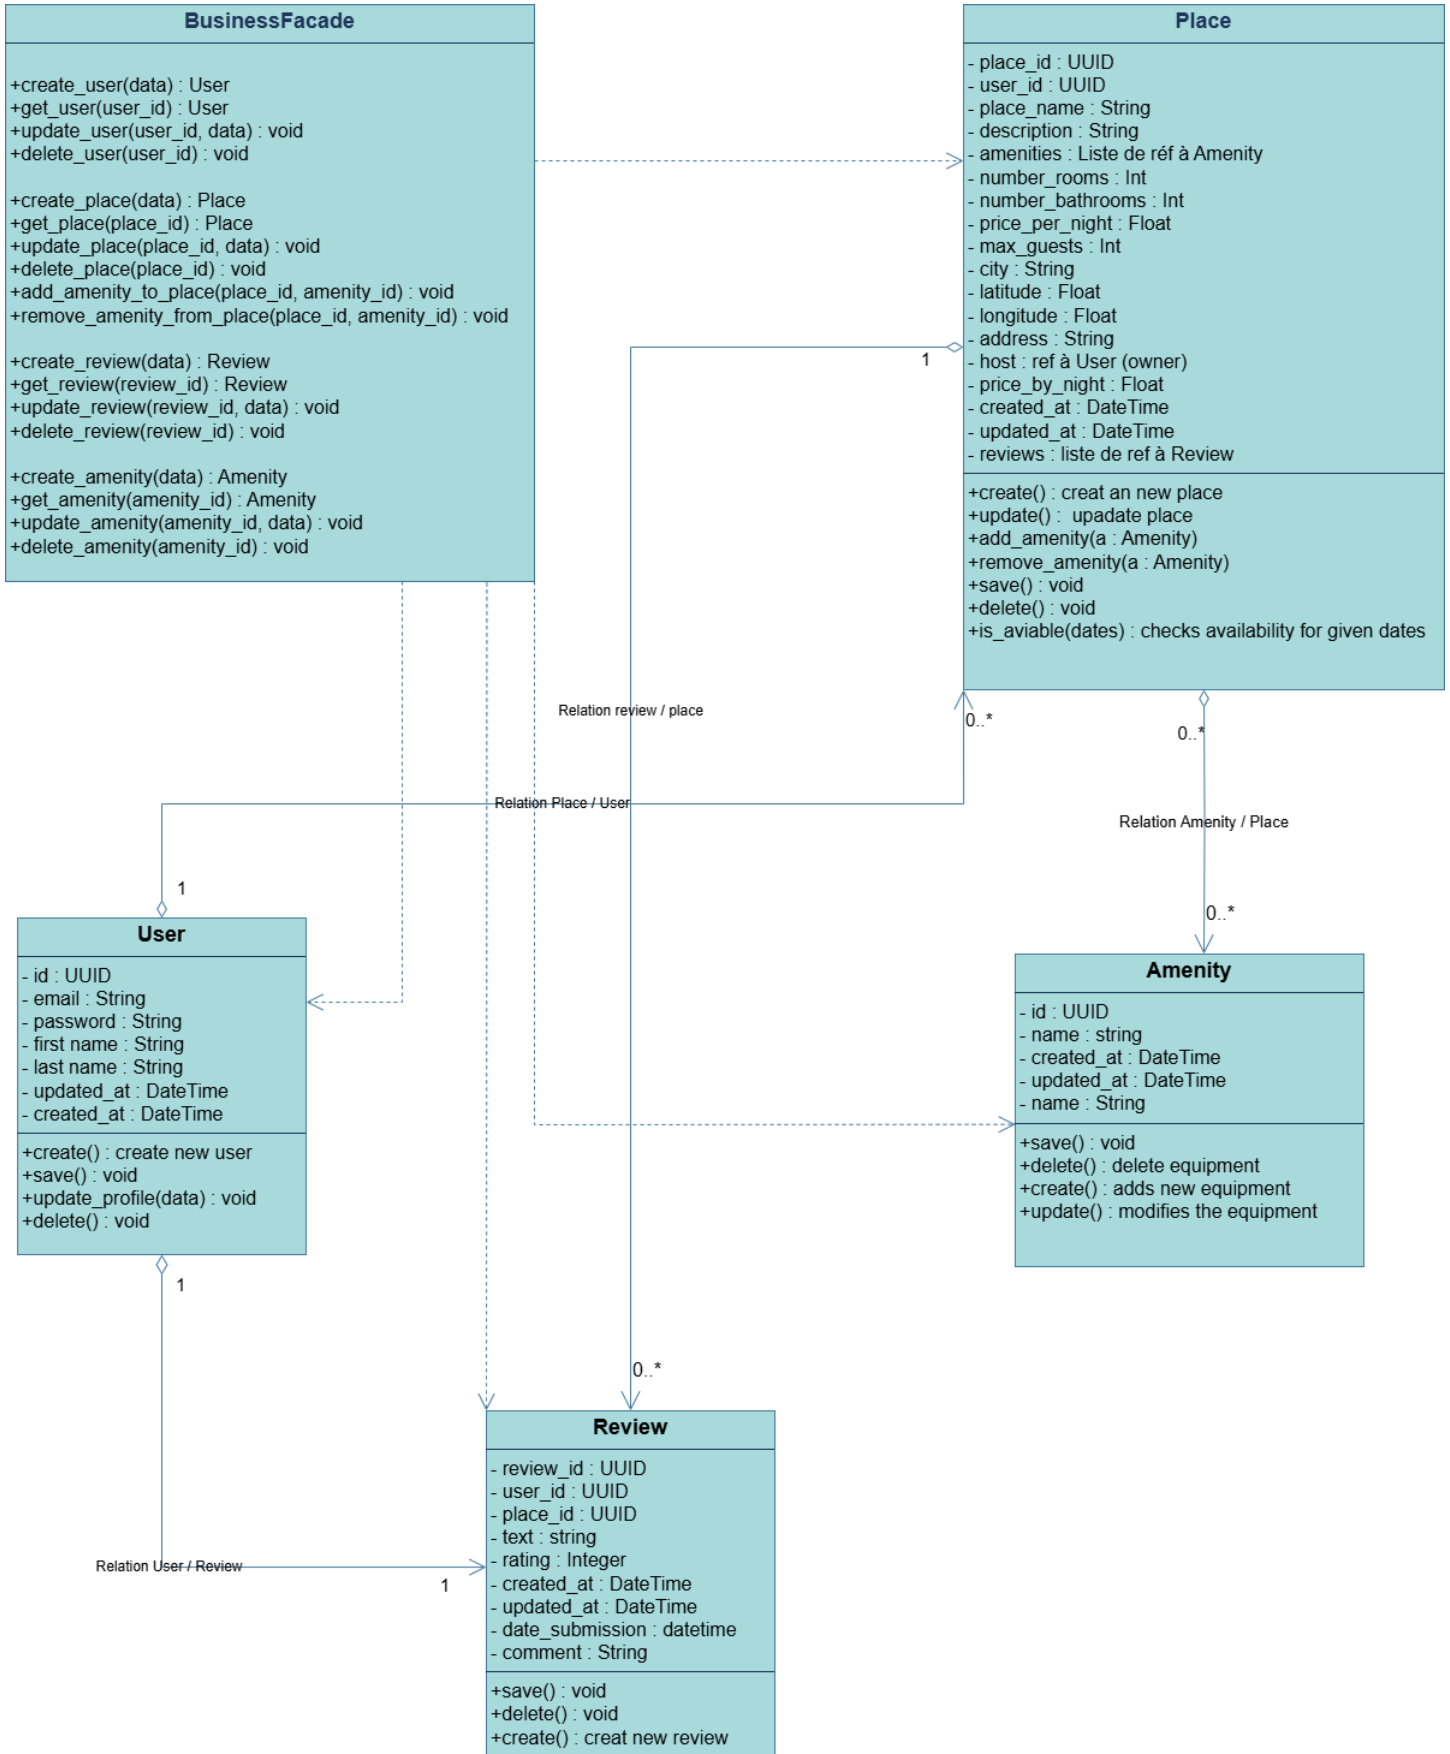 BusinessFacade
+create_user(data) : User
+get_user(user_id) : User
+update_user(user_id, data) : void
+delete_user(user_id) : void
+create_place(data) : Place
+get_place(place_id) : Place
+update_place(place_id, data) : void
+delete_place(place_id) : void
+add_amenity_to_place(place_id, amenity_id) : void
+remove_amenity_from_place(place_id, amenity_id) : void
+create_review(data) : Review
+get_review(review_id) : Review
+update_review(review_id, data) : void
+delete_review(review_id) : void
+create_amenity(data) : Amenity
+get_amenity(amenity_id) : Amenity
+update_amenity(amenity_id, data) : void
+delete_amenity(amenity_id) : void
Place
- place_id : UUID
- user_id : UUID
- place_name : String
- description : String
- amenities : Liste de réf à Amenity
- number_rooms : Int
- number_bathrooms : Int
- price_per_night : Float
- max_guests : Int
- city : String
- latitude : Float
- longitude : Float
- address : String
- host : ref à User (owner)
- price_by_night : Float
- created_at : DateTime
- updated_at : DateTime
- reviews : liste de ref à Review
+create() : creat an new place
+update() :  upadate place
+add_amenity(a : Amenity)
+remove_amenity(a : Amenity)
+save() : void
+delete() : void
+is_aviable(dates) : checks availability for given dates
1
Relation review / place
0..*
0..*
Relation Place / User
Relation Amenity / Place
1
0..*
User
- id : UUID
- email : String
- password : String
- first name : String
- last name : String
- updated_at : DateTime
- created_at : DateTime
+create() : create new user
+save() : void
+update_profile(data) : void
+delete() : void
Amenity
- id : UUID
- name : string
- created_at : DateTime
- updated_at : DateTime
- name : String
+save() : void
+delete() : delete equipment
+create() : adds new equipment
+update() : modifies the equipment
1
0..*
Relation User / Review
1
Review
- review_id : UUID
- user_id : UUID
- place_id : UUID
- text : string
- rating : Integer
- created_at : DateTime
- updated_at : DateTime
- date_submission : datetime
- comment : String
+save() : void
+delete() : void
+create() : creat new review